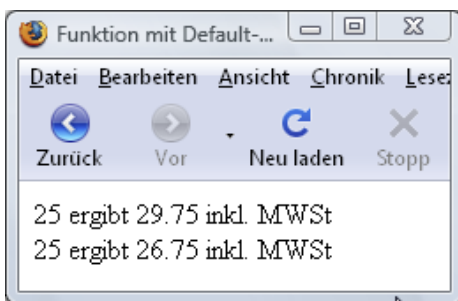 Funktion mit Default-...
Datei Bearbeiten Ansicht Chronik Lesez
Zurück Vor Neu laden Stopp
25 ergibt 29.75 inkl. MWSt
25 ergibt 26.75 inkl. MWSt